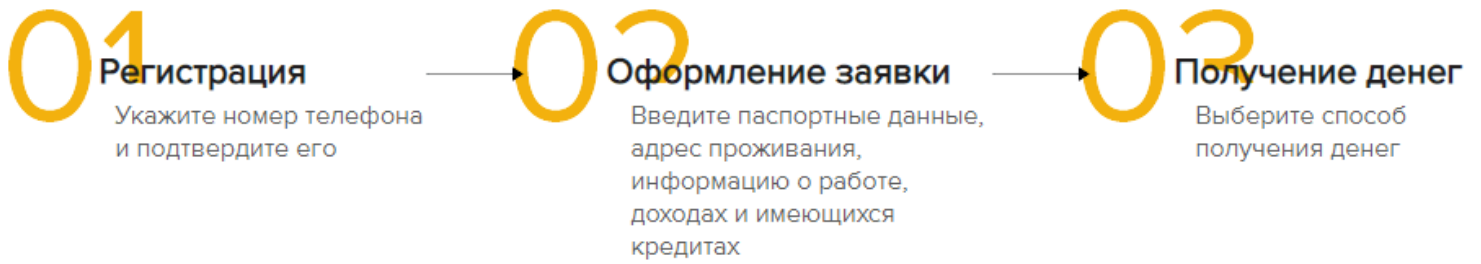 01
Регистрация
Укажите номер телефона
и подтвердите его
02
Оформление заявки
Введите паспортные данные,
адрес проживания,
информацию о работе,
доходах и имеющихся
кредитах
03
Получение денег
Выберите способ
получения денег